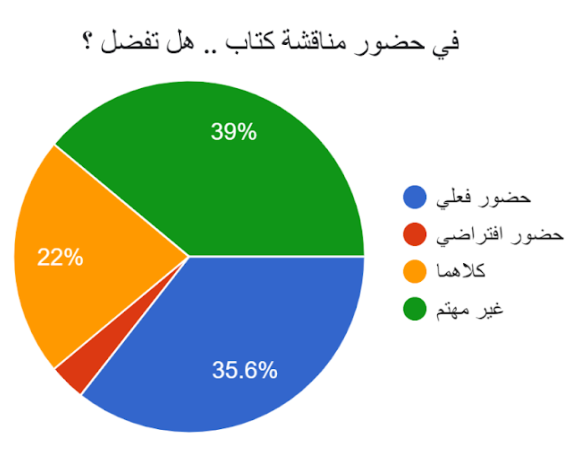 في حضور مناقشة كتاب .. هل تفضل ؟
39%
22%
35.6%
حضور فعلي
حضور افتراضي
كلاهما
غير مهتم